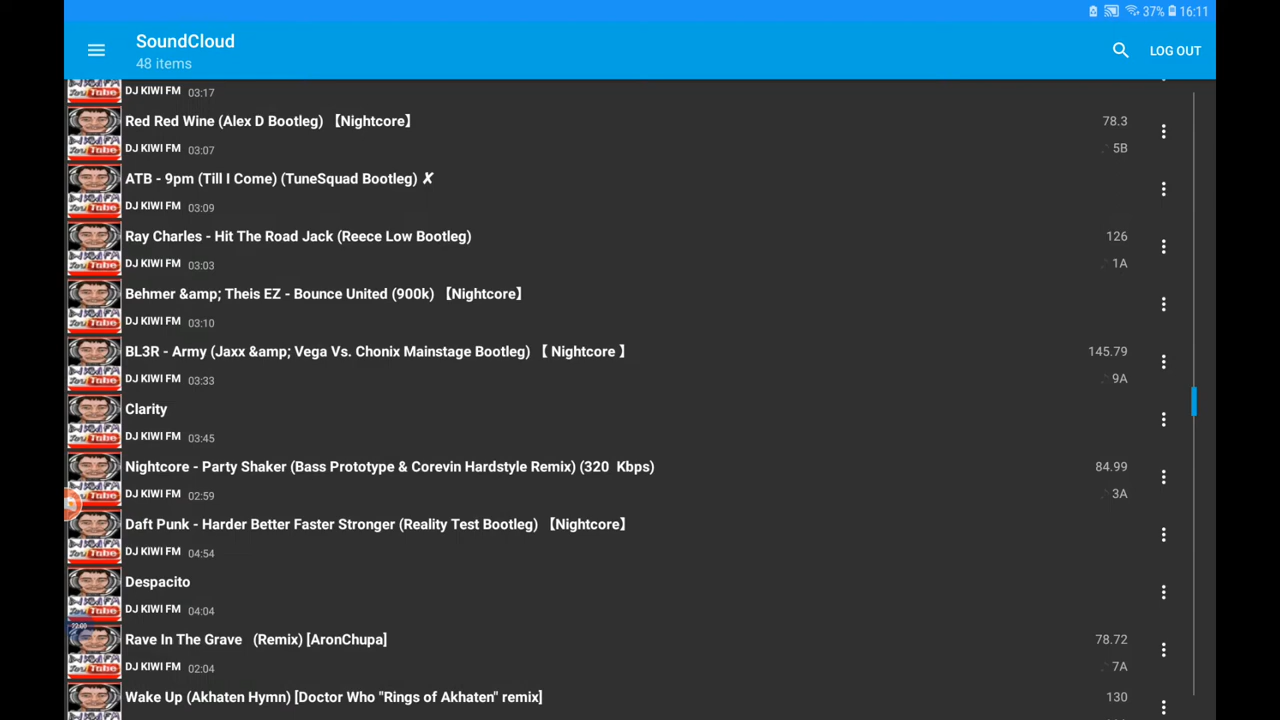 37% 16:11
SoundCloud
48 items
LOG OUT
DJ KIWI FM 03:17
Red Red Wine (Alex D Bootleg) 【Nightcore】
78.3
DJ KIWI FM 03:07
5B
ATB - 9pm (Till I Come) (TuneSquad Bootleg) ✘
DJ KIWI FM 03:09
Ray Charles - Hit The Road Jack (Reece Low Bootleg)
126
DJ KIWI FM 03:03
1A
Behmer &amp; Theis EZ - Bounce United (900k) 【Nightcore】
DJ KIWI FM 03:10
BL3R - Army (Jaxx &amp; Vega Vs. Chonix Mainstage Bootleg) 【 Nightcore 】
145.79
DJ KIWI FM 03:33
9A
Clarity
DJ KIWI FM 03:45
Nightcore - Party Shaker (Bass Prototype & Corevin Hardstyle Remix) (320 Kbps)
84.99
DJ KIWI FM 02:59
3A
Daft Punk - Harder Better Faster Stronger (Reality Test Bootleg) 【Nightcore】
DJ KIWI FM 04:54
Despacito
DJ KIWI FM 04:04
22:00
Rave In The Grave (Remix) [AronChupa]
78.72
DJ KIWI FM 02:04
7A
Wake Up (Akhaten Hymn) [Doctor Who "Rings of Akhaten" remix]
130